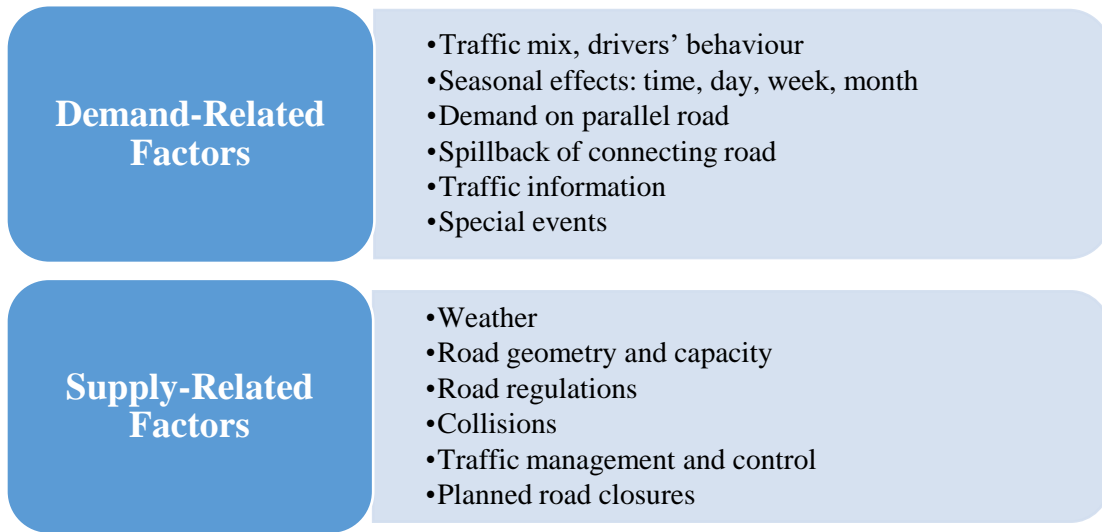 Demand-Related
Factors
•Traffic mix, drivers’ behaviour
•Seasonal effects: time, day, week, month
•Demand on parallel road
•Spillback of connecting road
•Traffic information
•Special events
Supply-Related
Factors
•Weather
•Road geometry and capacity
•Road regulations
•Collisions
•Traffic management and control
•Planned road closures